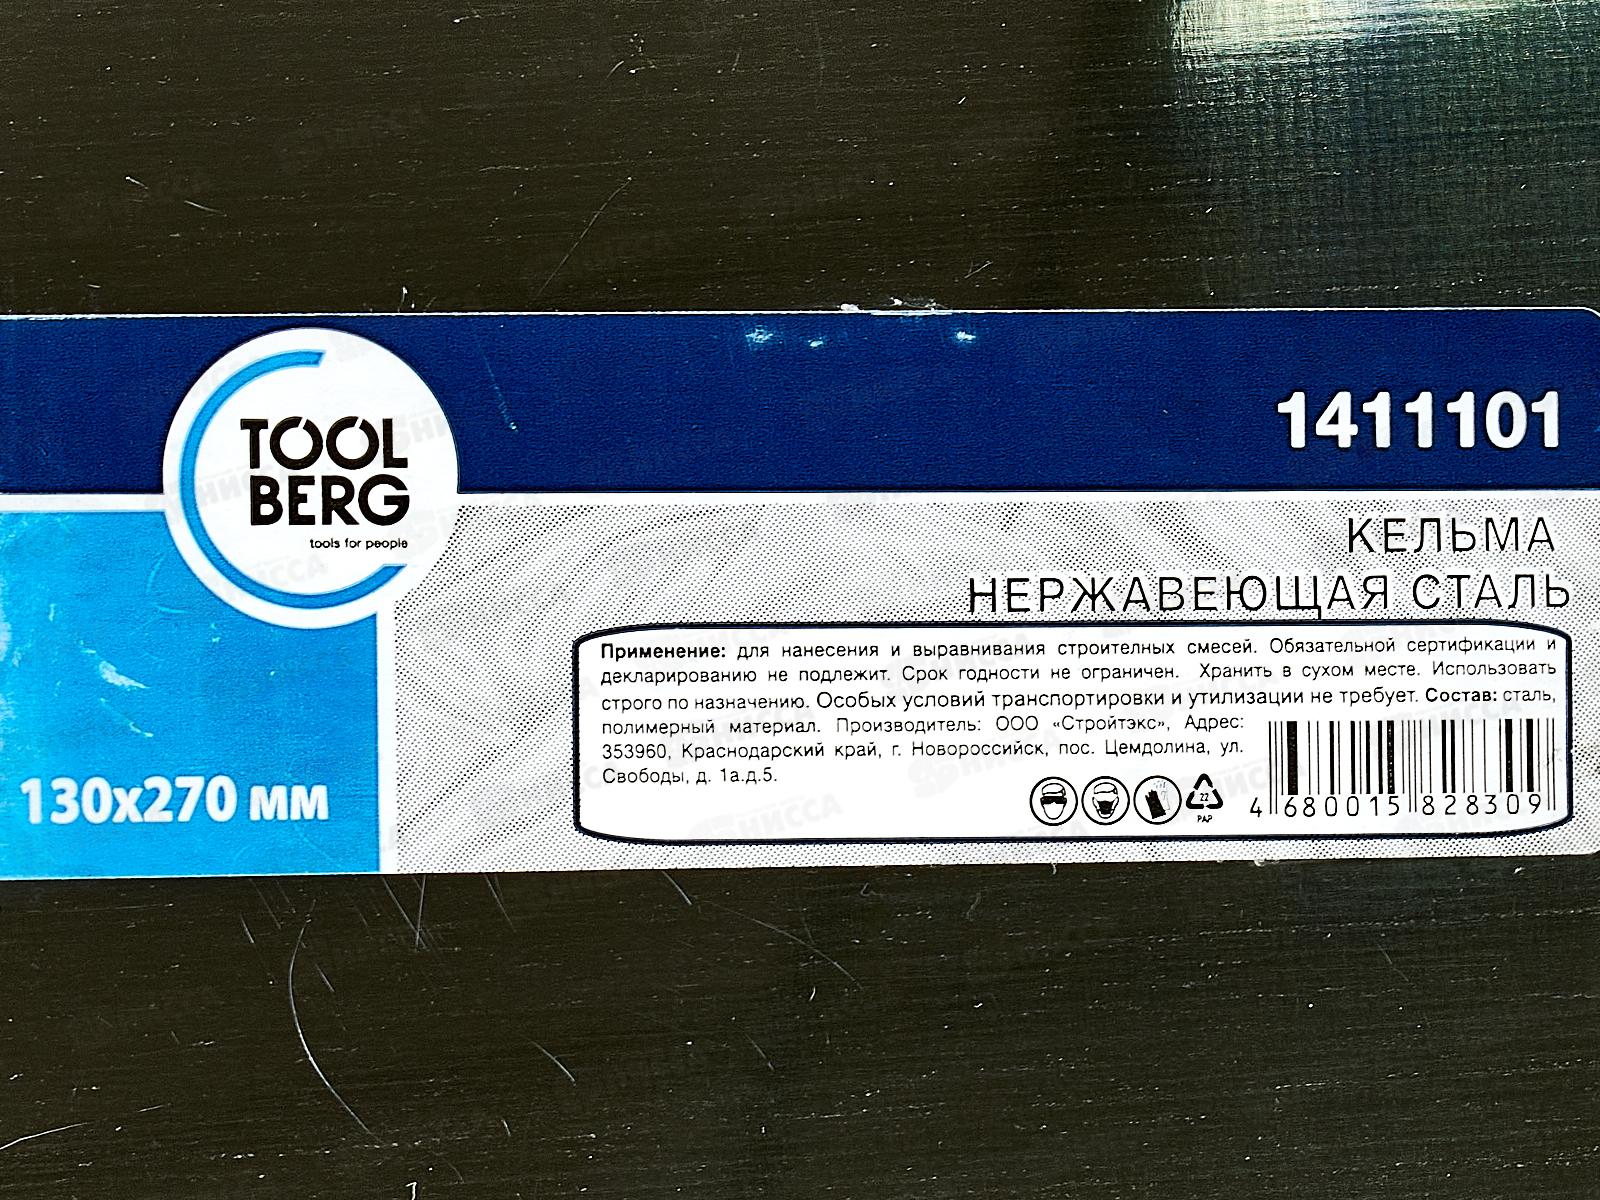 TOOL
BERG
tools for people
1411101
КЕЛЬМА
НЕРЖАВЕЮЩАЯ СТАЛЬ
130х270 мм
Применение: для нанесения и выравнивания строителных смесей. Обязательной сертификации и
декларированию не подлежит. Срок годности не ограничен. Хранить в сухом месте. Использовать
строго по назначению. Особых условий транспортировки и утилизации не требует. Состав: сталь,
полимерный материал. Производитель: ООО «Стройтэкс», Адрес:
353960, Краснодарский край, г. Новороссийск, пос. Цемдолина, ул.
Свободы, д. 1а.д.5.
22
PAP
4 680015 828309
НИССА